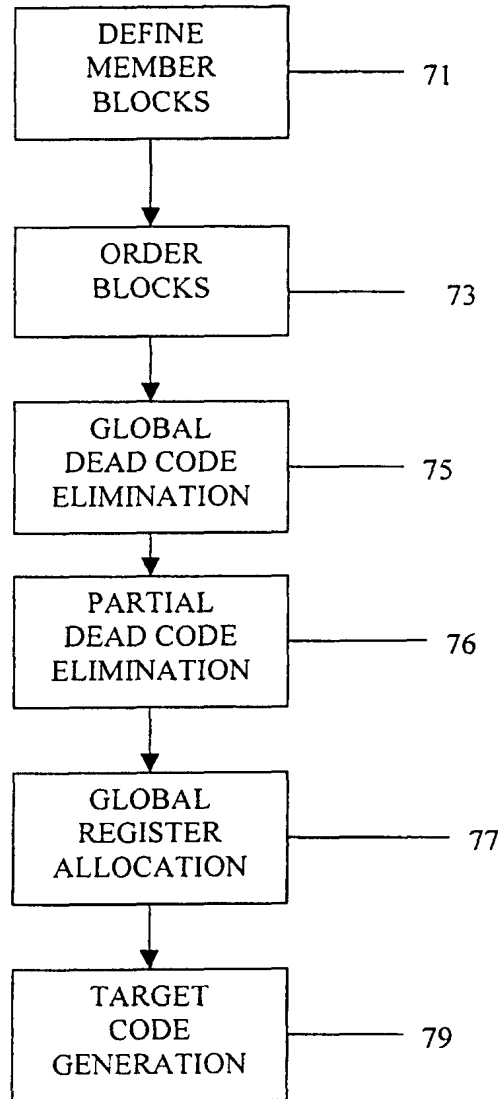 DEFINE
MEMBER
BLOCKS
71
ORDER
BLOCKS
73
GLOBAL
DEAD CODE
ELIMINATION
75
PARTIAL
DEAD CODE
ELIMINATION
76
GLOBAL
REGISTER
ALLOCATION
77
TARGET
CODE
GENERATION
79